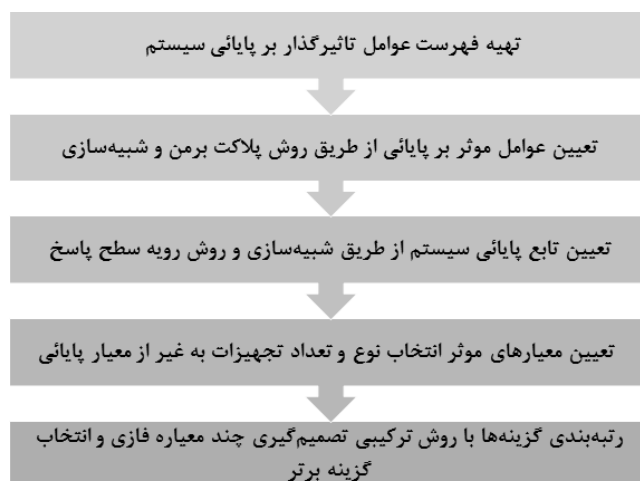 تهیه فهرست عوامل تاثیرگذار بر پایائی سیستم
تعیین عوامل موثر بر پایائی از طریق روش پلاکت برمن و شبیه‌سازی
تعیین تابع پایائی سیستم از طریق شبیه‌سازی و روش رویه سطح پاسخ
تعیین معیارهای موثر انتخاب نوع و تعداد تجهیزات به غیر از معیار پایائی
رتبه‌بندی گزینه‌ها با روش ترکیبی تصمیم‌گیری چند معیاره فازی و انتخاب
گزینه برتر